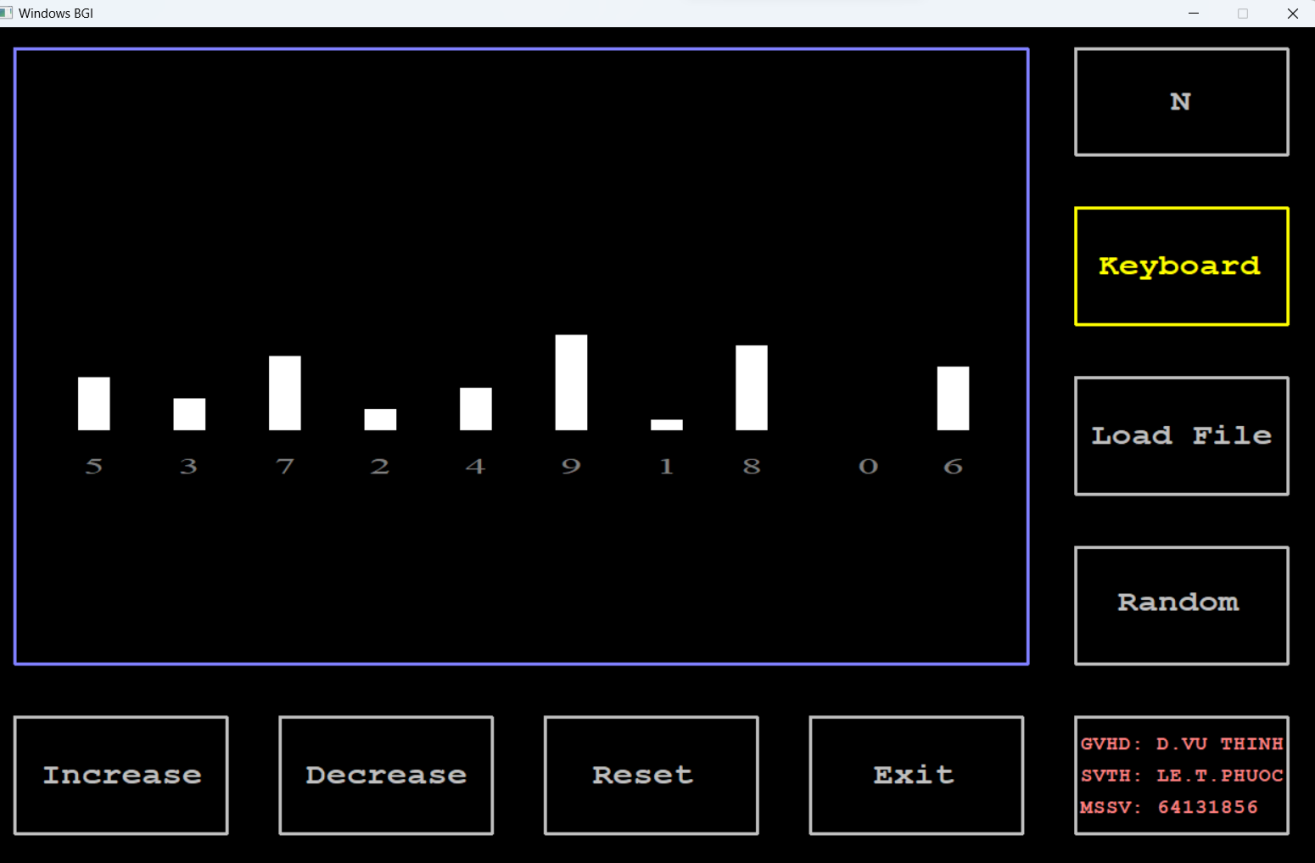 Windows BGI
N
Keyboard
5 3 7 2 4 9 1 8 0 6
Load File
Random
Increase Decrease Reset Exit
GVHD: D.VU THINH
SVTH: LE.T.PHUOC
MSSV: 64131856